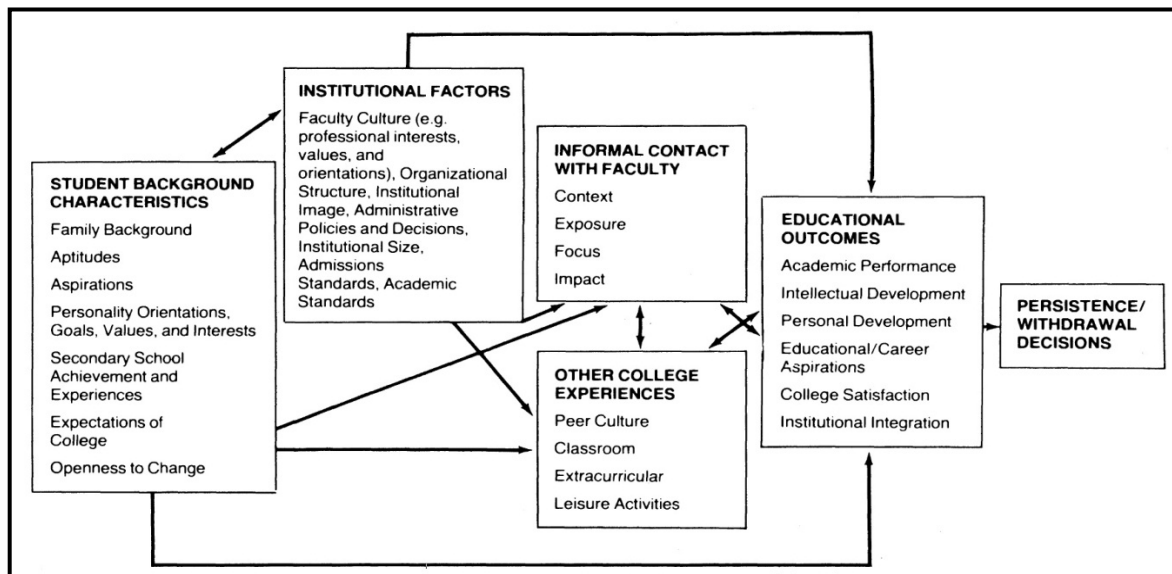 INSTITUTIONAL FACTORS
Faculty Culture (e.g.
professional interests,
values, and
orientations), Organizational
Structure, Institutional
Image, Administrative
Policies and Decisions,
Institutional Size,
Admissions
Standards, Academic
Standards
STUDENT BACKGROUND
CHARACTERISTICS
Family Background
Aptitudes
Aspirations
Personality Orientations,
Goals, Values, and Interests
Secondary School
Achievement and
Experiences
Expectations of
College
Openness to Change
INFORMAL CONTACT
WITH FACULTY
Context
Exposure
Focus
Impact
OTHER COLLEGE
EXPERIENCES
Peer Culture
Classroom
Extracurricular
Leisure Activities
EDUCATIONAL
OUTCOMES
Academic Performance
Intellectual Development
Personal Development
Educational/Career
Aspirations
College Satisfaction
Institutional Integration
PERSISTENCE/
WITHDRAWAL
DECISIONS